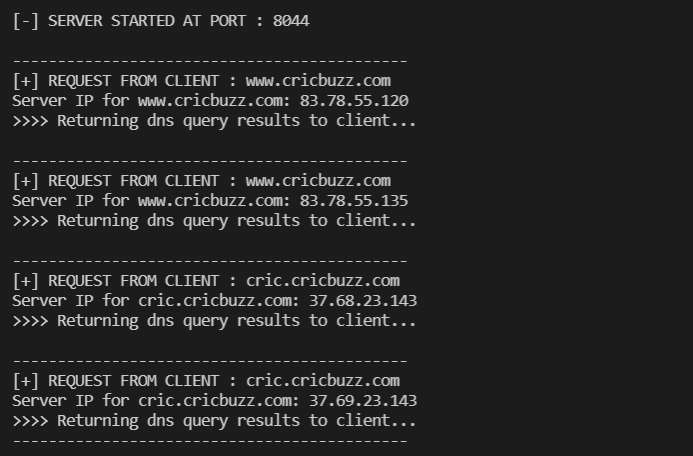 [-] SERVER STARTED AT PORT : 8044
--------------------------------------------
[+] REQUEST FROM CLIENT : www.cricbuzz.com
Server IP for www.cricbuzz.com: 83.78.55.120
>>>> Returning dns query results to client...
--------------------------------------------
[+] REQUEST FROM CLIENT : www.cricbuzz.com
Server IP for www.cricbuzz.com: 83.78.55.135
>>>> Returning dns query results to client...
--------------------------------------------
[+] REQUEST FROM CLIENT : cric.cricbuzz.com
Server IP for cric.cricbuzz.com: 37.68.23.143
>>>> Returning dns query results to client...
--------------------------------------------
[+] REQUEST FROM CLIENT : cric.cricbuzz.com
Server IP for cric.cricbuzz.com: 37.69.23.143
>>>> Returning dns query results to client...
--------------------------------------------